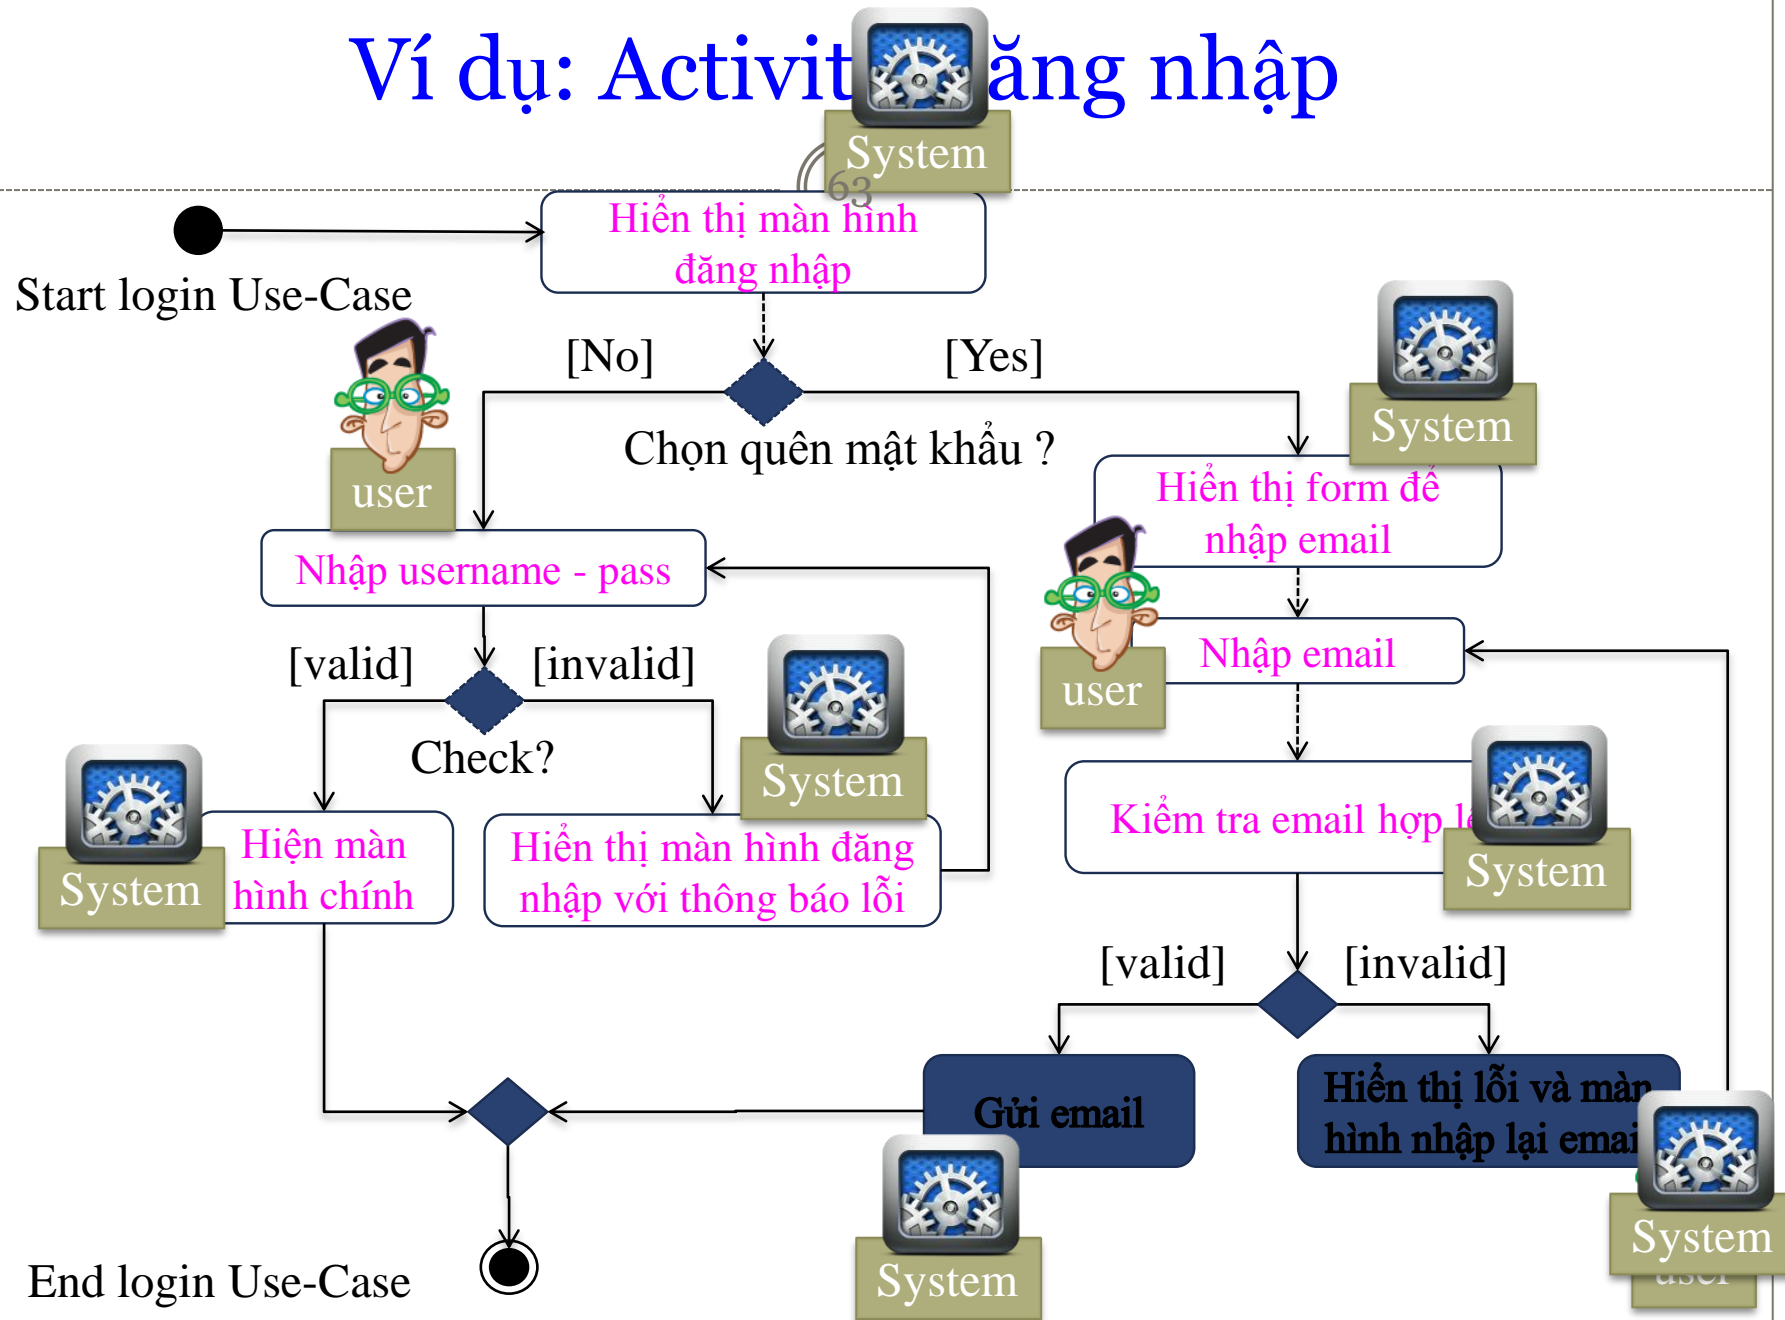 Ví dụ: Activit ăng nhập
System
63
Hiển thị màn hình
đăng nhập
Start login Use-Case
[No]
[Yes]
System
Chọn quên mật khẩu ?
user
Hiển thị form để
nhập email
Nhập username - pass
Nhập email
user
[valid]
[invalid]
Check?
System
Kiểm tra email hợp lệ
System
Hiện màn
hình chính
System
Hiển thị màn hình đăng
nhập với thông báo lỗi
[valid]
[invalid]
Gửi email
System
Hiển thị lỗi và màn
hình nhập lại emai
System
user
End login Use-Case